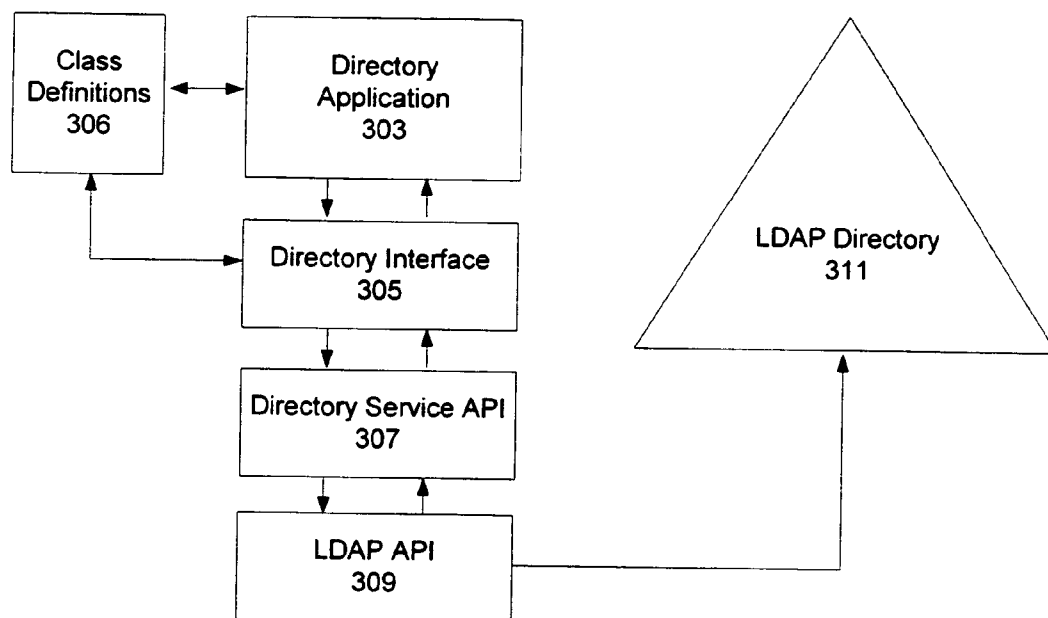 Class
Definitions
306
Directory
Application
303
Directory Interface
305
LDAP Directory
311
Directory Service API
307
LDAP API
309